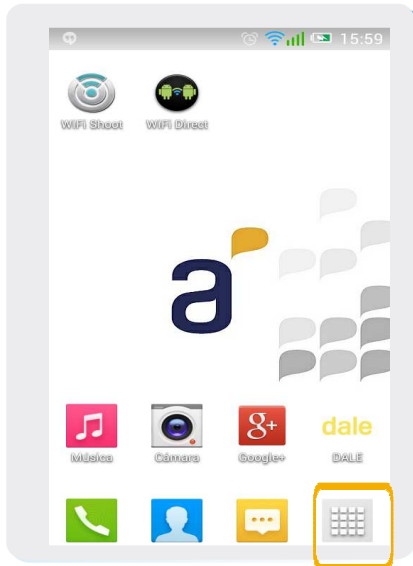 15:59
WiFi Shoot WiFi Direct
a
g+ dale
Música Cámara Google+ DALE